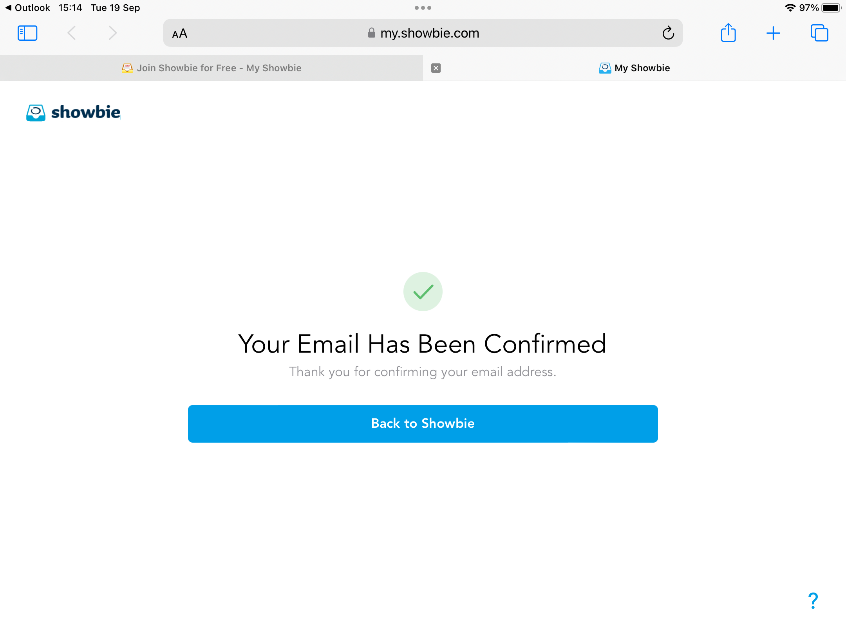 ◀ Outlook 15:14 Tue 19 Sep 97%
AA my.showbie.com
Join Showbie for Free - My Showbie My Showbie
showbie
Your Email Has Been Confirmed
Thank you for confirming your email address.
Back to Showbie
?